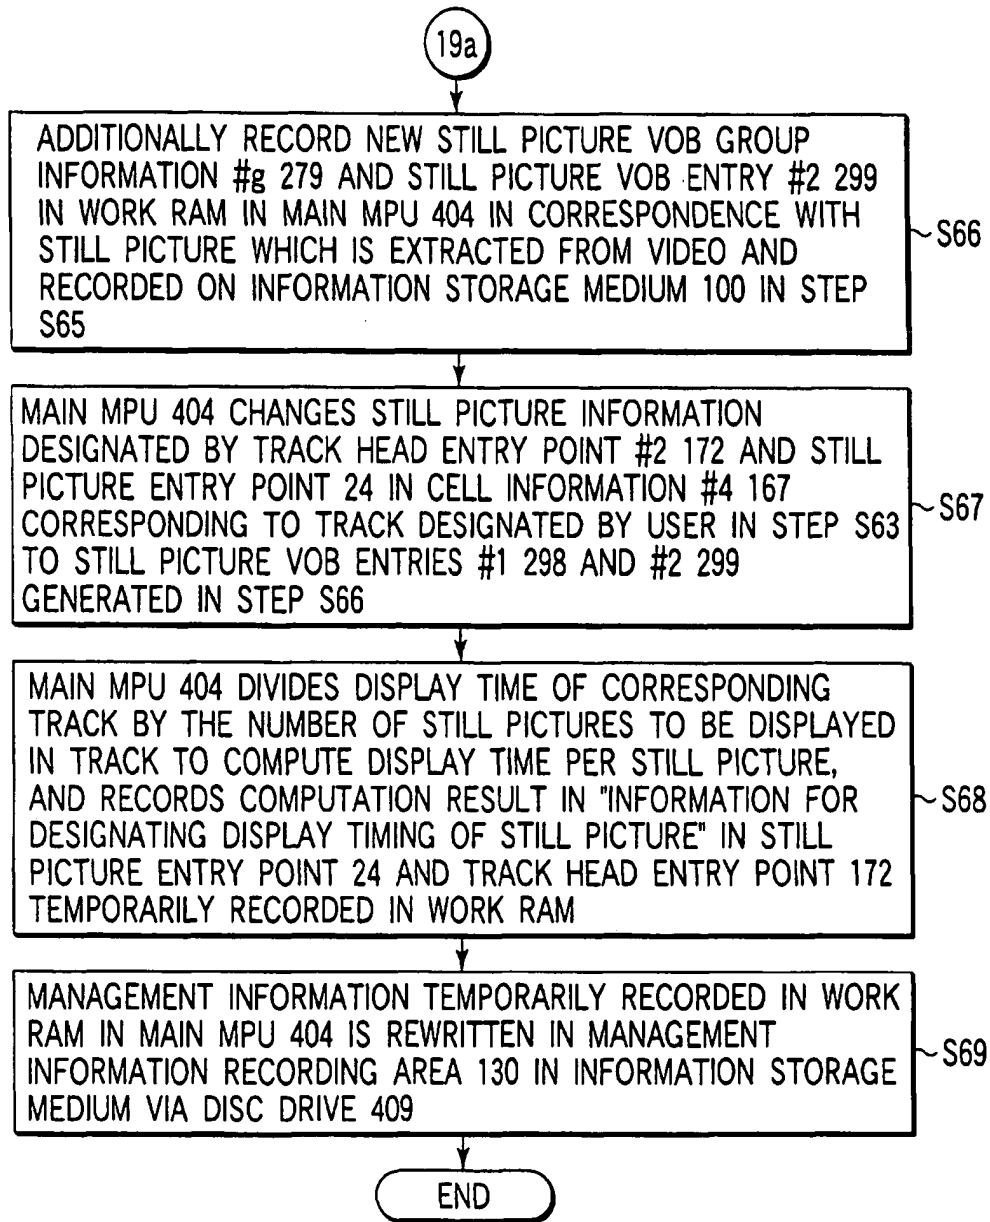 19a
ADDITIONALLY RECORD NEW STILL PICTURE VOB GROUP
INFORMATION #g 279 AND STILL PICTURE VOB ENTRY #2 299
IN WORK RAM IN MAIN MPU 404 IN CORRESPONDENCE WITH
STILL PICTURE WHICH IS EXTRACTED FROM VIDEO AND
RECORDED ON INFORMATION STORAGE MEDIUM 100 IN STEP
S65
S66
MAIN MPU 404 CHANGES STILL PICTURE INFORMATION
DESIGNATED BY TRACK HEAD ENTRY POINT #2 172 AND STILL
PICTURE ENTRY POINT 24 IN CELL INFORMATION #4 167
CORRESPONDING TO TRACK DESIGNATED BY USER IN STEP S63
TO STILL PICTURE VOB ENTRIES #1 298 AND #2 299
GENERATED IN STEP S66
S67
MAIN MPU 404 DIVIDES DISPLAY TIME OF CORRESPONDING
TRACK BY THE NUMBER OF STILL PICTURES TO BE DISPLAYED
IN TRACK TO COMPUTE DISPLAY TIME PER STILL PICTURE,
AND RECORDS COMPUTATION RESULT IN "INFORMATION FOR
DESIGNATING DISPLAY TIMING OF STILL PICTURE" IN STILL
PICTURE ENTRY POINT 24 AND TRACK HEAD ENTRY POINT 172
TEMPORARILY RECORDED IN WORK RAM
S68
MANAGEMENT INFORMATION TEMPORARILY RECORDED IN WORK
RAM IN MAIN MPU 404 IS REWRITTEN IN MANAGEMENT
INFORMATION RECORDING AREA 130 IN INFORMATION STORAGE
MEDIUM VIA DISC DRIVE 409
S69
END